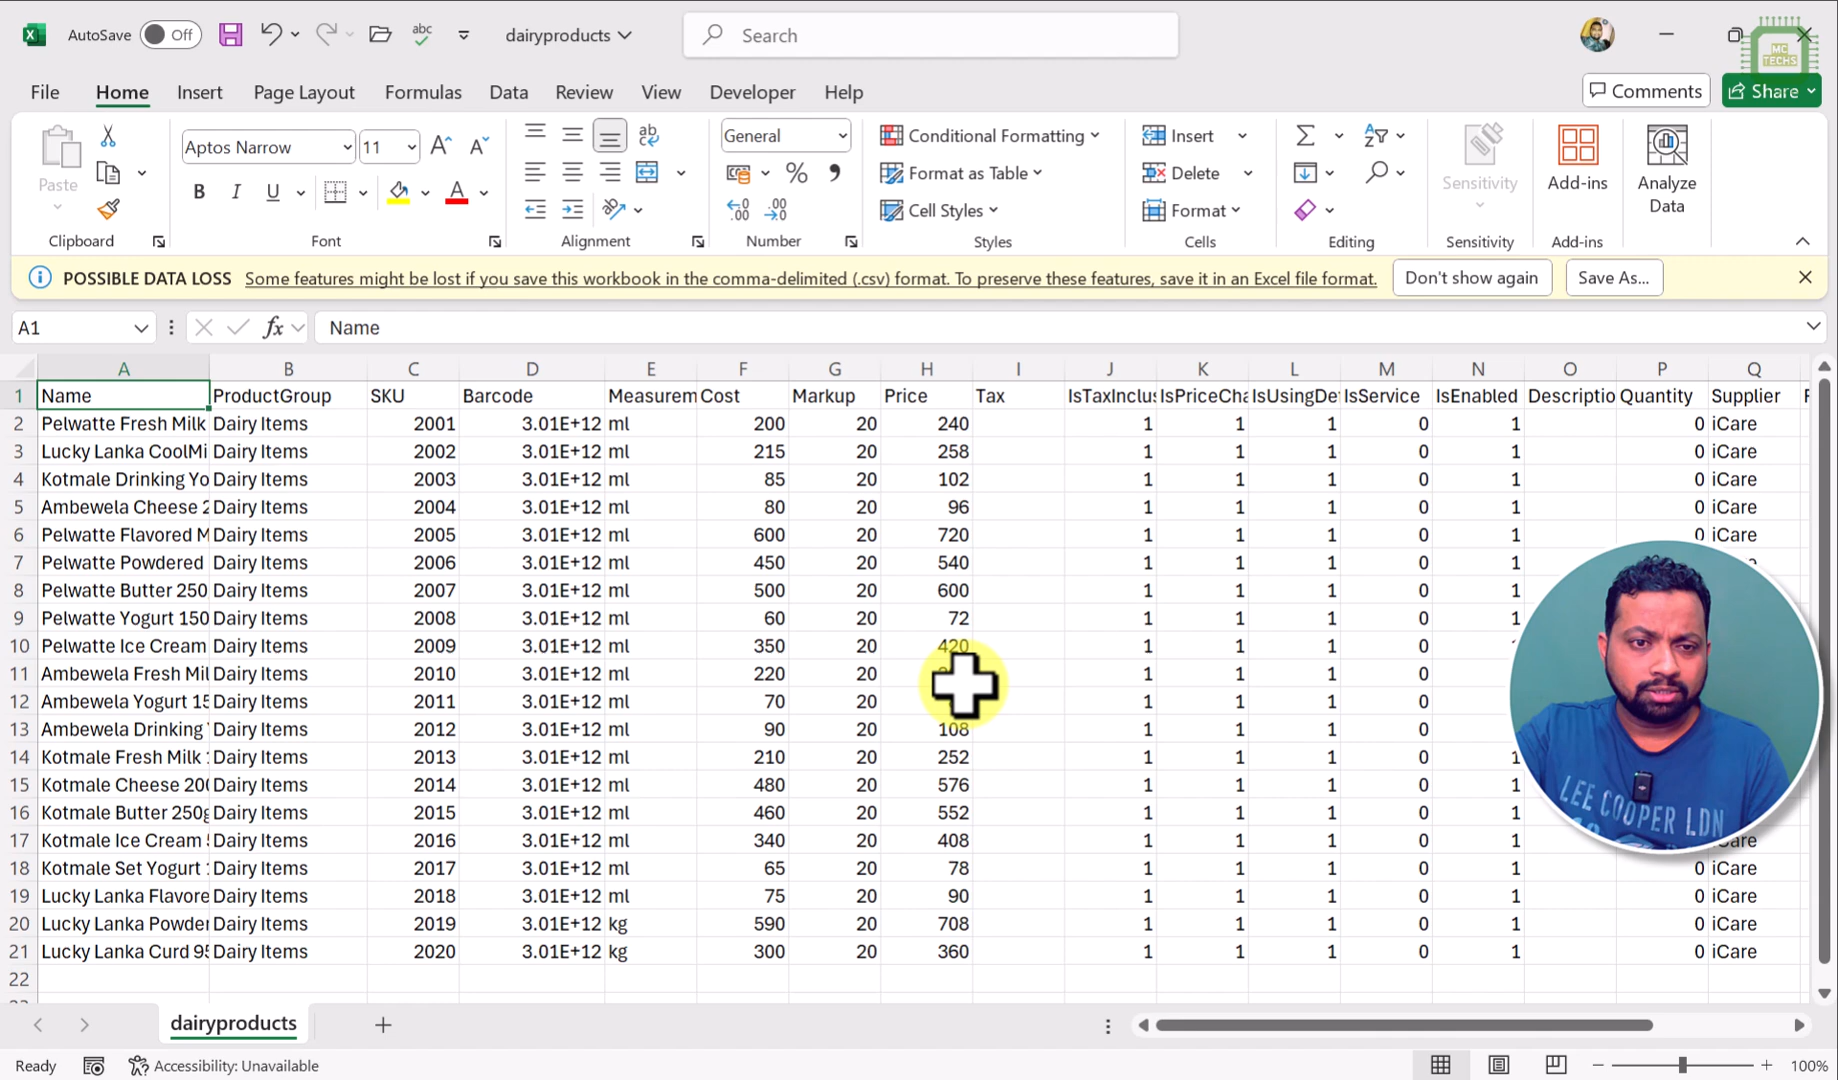 AutoSave Off abc dairyproducts Search
MC
TECHS
File Home Insert Page Layout Formulas Data Review View Developer Help Comments Share
Paste Aptos Narrow 11 General Conditional Formatting Insert Sensitivity Add-ins Analyze Data
Format as Table Delete
B I U Cell Styles Format
Clipboard Font Alignment Number Styles Cells Editing Sensitivity Add-ins
POSSIBLE DATA LOSS Some features might be lost if you save this workbook in the comma-delimited (.csv) format. To preserve these features, save it in an Excel file format. Don't show again Save As...
A1 fx Name
A B C D E F G H I J K L M N O P Q
1 Name ProductGroup SKU Barcode Measurem Cost Markup Price Tax IsTaxInclus IsPriceCha IsUsingDef IsService IsEnabled Descriptio Quantity Supplier
2 Pelwatte Fresh Milk Dairy Items 2001 3.01E+12 ml 200 20 240 1 1 1 0 1 0 iCare
3 Lucky Lanka CoolMi Dairy Items 2002 3.01E+12 ml 215 20 258 1 1 1 0 1 0 iCare
4 Kotmale Drinking Yo Dairy Items 2003 3.01E+12 ml 85 20 102 1 1 1 0 1 0 iCare
5 Ambewela Cheese 2 Dairy Items 2004 3.01E+12 ml 80 20 96 1 1 1 0 1 0 iCare
6 Pelwatte Flavored M Dairy Items 2005 3.01E+12 ml 600 20 720 1 1 1 0 1 0 iCare
7 Pelwatte Powdered Dairy Items 2006 3.01E+12 ml 450 20 540 1 1 1 0 1
8 Pelwatte Butter 250 Dairy Items 2007 3.01E+12 ml 500 20 600 1 1 1 0 1
9 Pelwatte Yogurt 150 Dairy Items 2008 3.01E+12 ml 60 20 72 1 1 1 0 1
10 Pelwatte Ice Cream Dairy Items 2009 3.01E+12 ml 350 20 420 1 1 1 0
11 Ambewela Fresh Mil Dairy Items 2010 3.01E+12 ml 220 20 1 1 1 0
12 Ambewela Yogurt 15 Dairy Items 2011 3.01E+12 ml 70 20 1 1 1 0
13 Ambewela Drinking Dairy Items 2012 3.01E+12 ml 90 20 108 1 1 1 0
14 Kotmale Fresh Milk Dairy Items 2013 3.01E+12 ml 210 20 252 1 1 1 0 1
15 Kotmale Cheese 200 Dairy Items 2014 3.01E+12 ml 480 20 576 1 1 1 0 1
16 Kotmale Butter 250g Dairy Items 2015 3.01E+12 ml 460 20 552 1 1 1 0 1
17 Kotmale Ice Cream Dairy Items 2016 3.01E+12 ml 340 20 408 1 1 1 0 1
18 Kotmale Set Yogurt Dairy Items 2017 3.01E+12 ml 65 20 78 1 1 1 0 1 0 iCare
19 Lucky Lanka Flavore Dairy Items 2018 3.01E+12 ml 75 20 90 1 1 1 0 1 0 iCare
20 Lucky Lanka Powder Dairy Items 2019 3.01E+12 kg 590 20 708 1 1 1 0 1 0 iCare
21 Lucky Lanka Curd 95 Dairy Items 2020 3.01E+12 kg 300 20 360 1 1 1 0 1 0 iCare
22
LEE COOPER LDN
dairyproducts
Ready Accessibility: Unavailable 100%